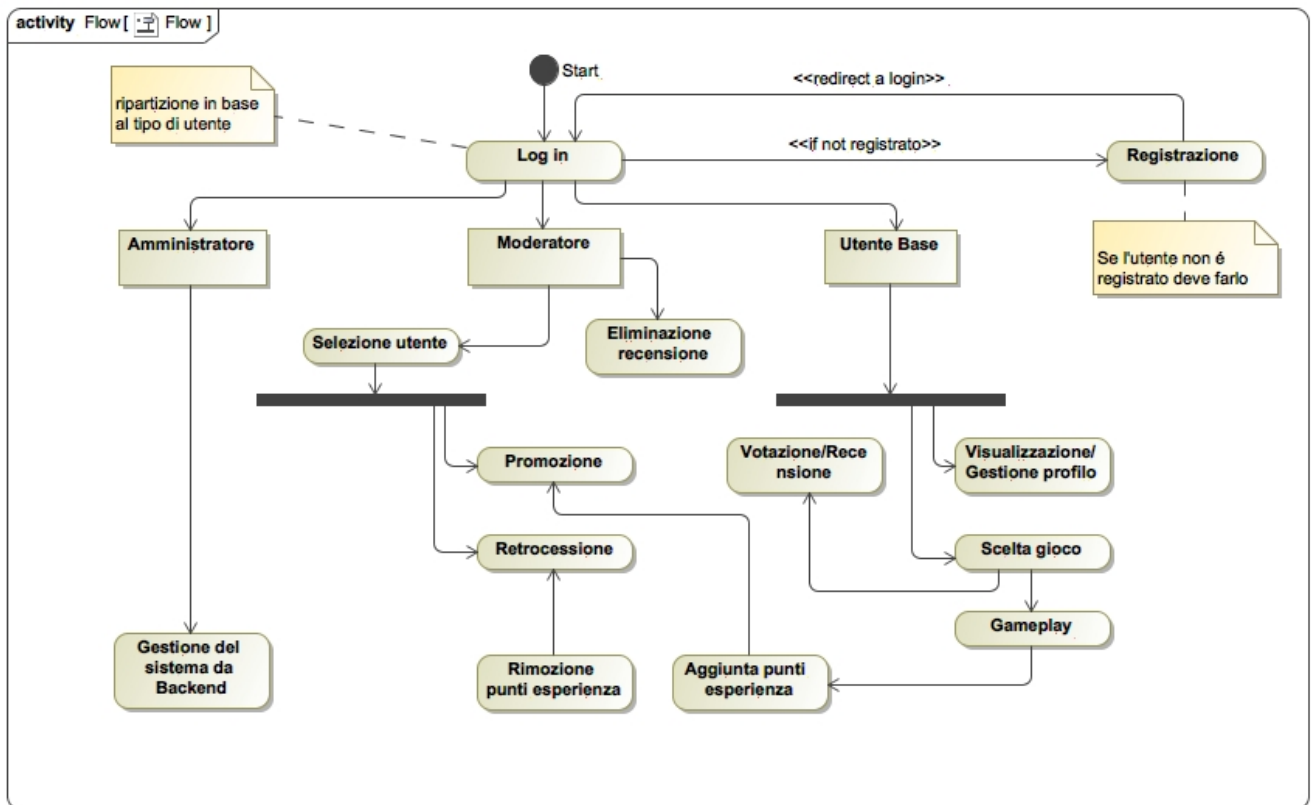 activity Flow [ Flow ]
Start
<<redirect a login>>
ripartizione in base
al tipo di utente
<<if not registrato>>
Log in
Registrazione
Amministratore
Moderatore
Utente Base
Se l'utente non é
registrato deve farlo
Selezione utente
Eliminazione
recensione
Votazione/Rece
nsione
Visualizzazione/
Gestione profilo
Promozione
Retrocessione
Scelta gioco
Gameplay
Gestione del
sistema da
Backend
Rimozione
punti esperienza
Aggiunta punti
esperienza